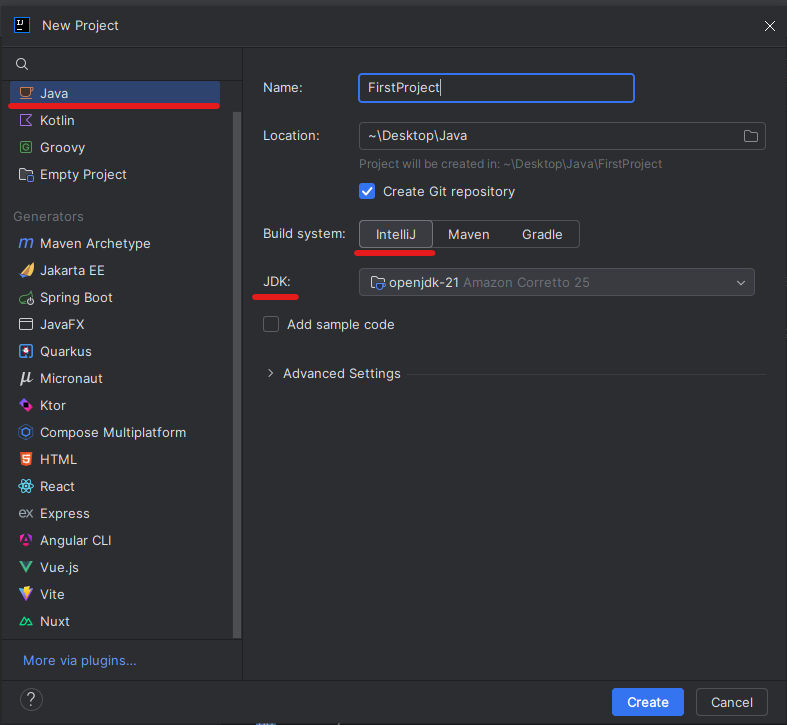 New Project
Java
Kotlin
Groovy
Empty Project
Generators
Maven Archetype
Jakarta EE
Spring Boot
JavaFX
Quarkus
Micronaut
Ktor
Compose Multiplatform
HTML
React
Express
Angular CLI
Vue.js
Vite
Nuxt
More via plugins...
Name: FirstProject
Location: ~\Desktop\Java
Project will be created in: ~\Desktop\Java\FirstProject
Create Git repository
Build system: IntelliJ Maven Gradle
JDK: openjdk-21 Amazon Corretto 25
Add sample code
Advanced Settings
? Create Cancel